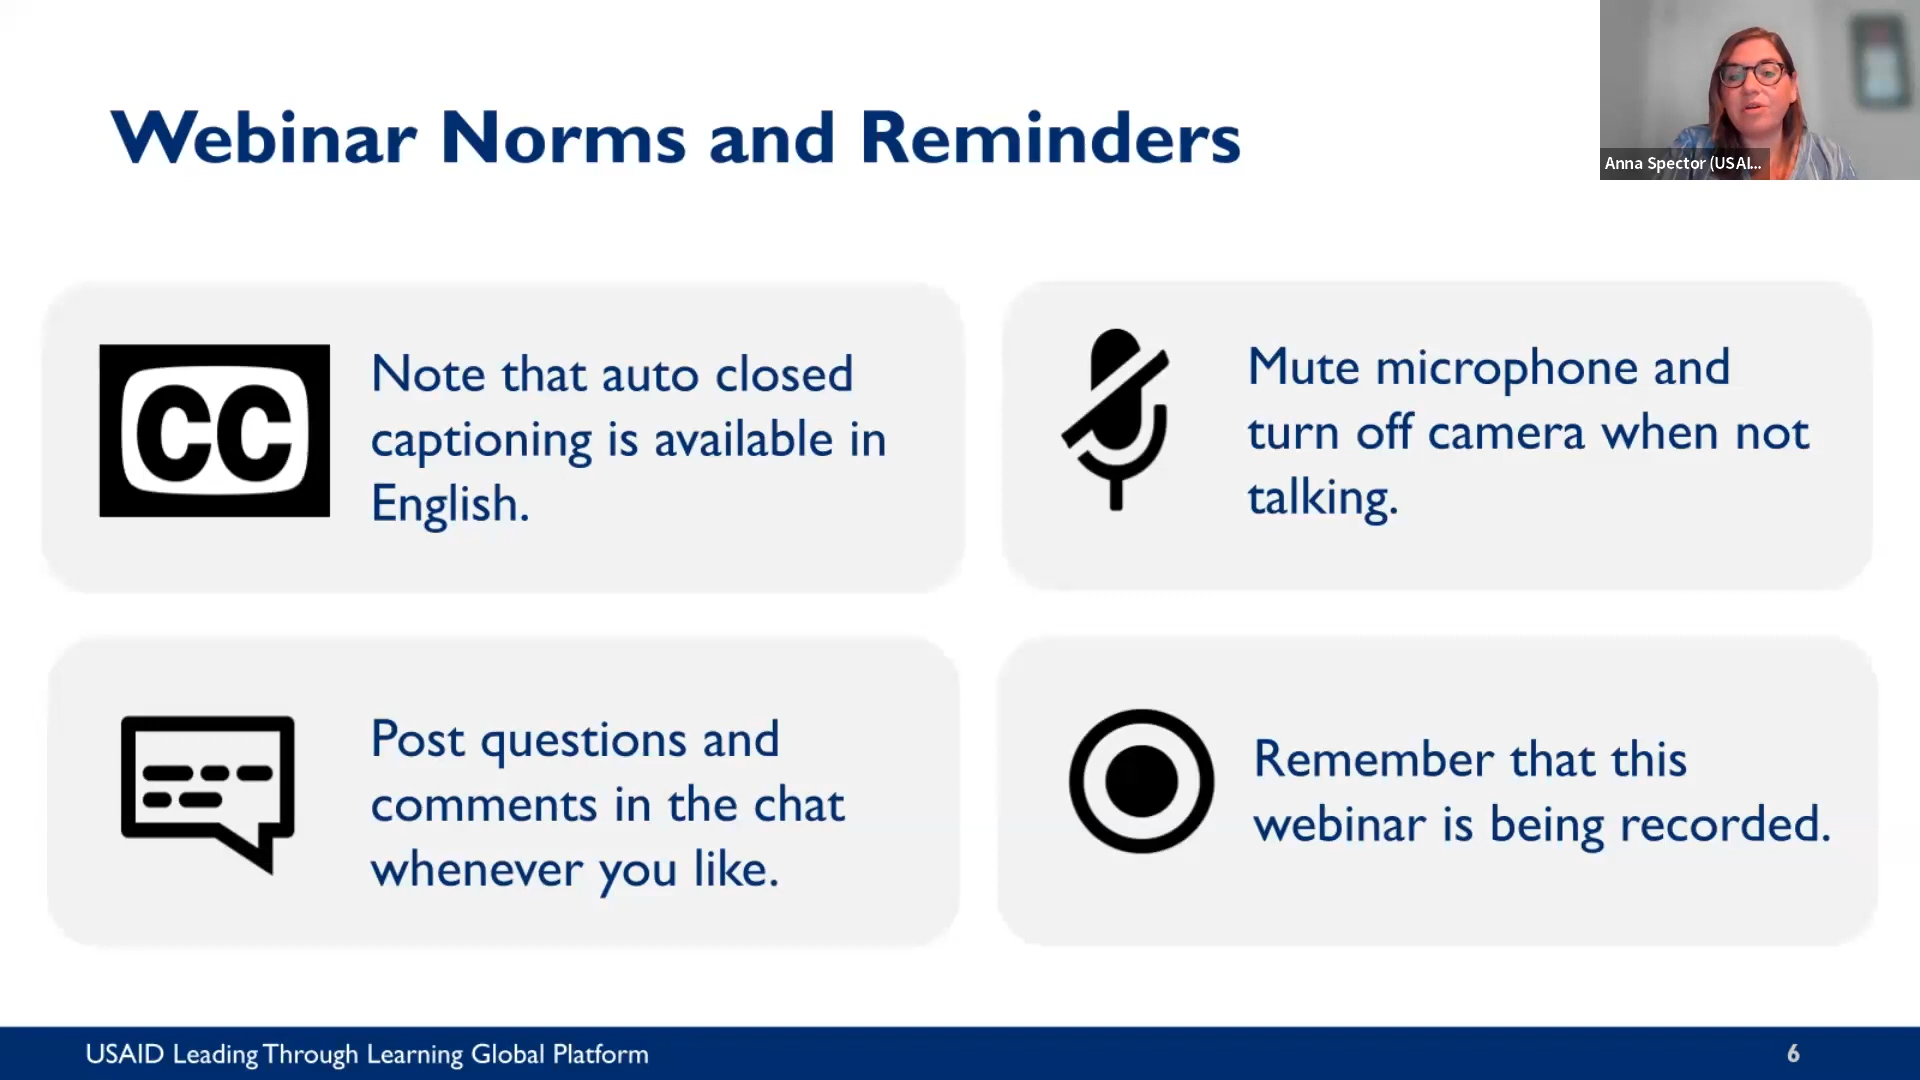 Webinar Norms and Reminders
Anna Spector (USAI...
CC
Note that auto closed
captioning is available in
English.
Mute microphone and
turn off camera when not
talking.
Post questions and
comments in the chat
whenever you like.
Remember that this
webinar is being recorded.
USAID Leading Through Learning Global Platform
6